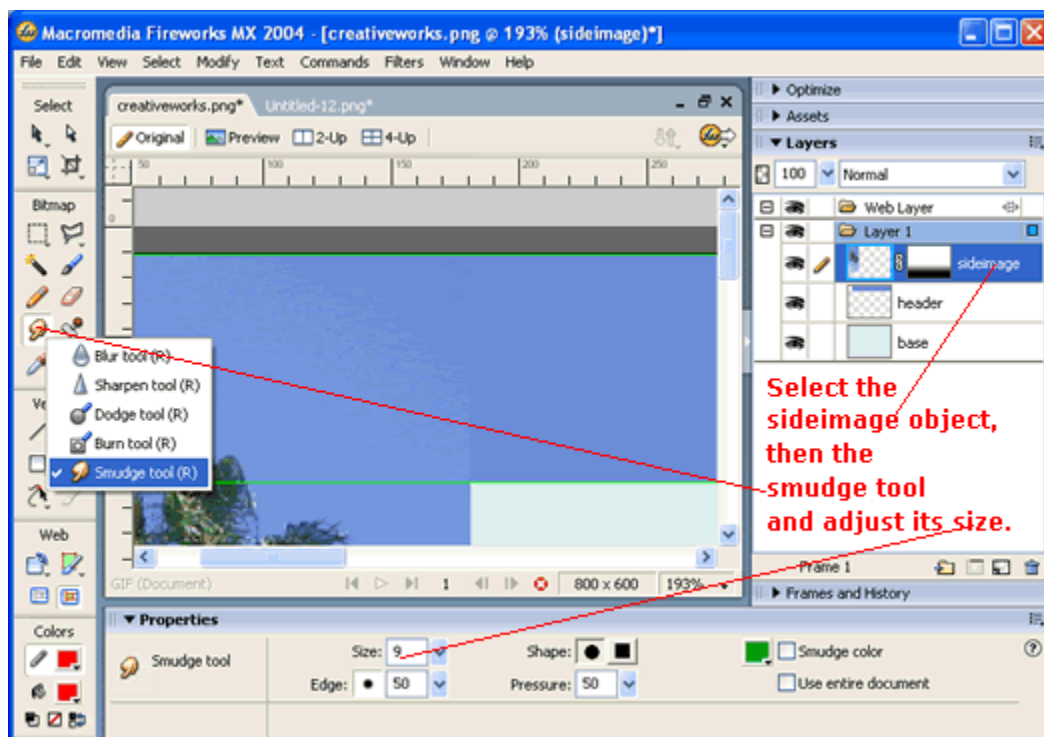 Macromedia Fireworks MX 2004 - [creativeworks.png @ 193% (sideimage)*]
File Edit View Select Modify Text Commands Filters Window Help
Select
creativeworks.png* Untitled-12.png*
Original Preview 2-Up 4-Up
50 100 150 200 250
0
Bitmap
Blur tool (R)
Sharpen tool (R)
Dodge tool (R)
Burn tool (R)
Smudge tool (R)
Ve
Web
GIF (Document) 1 800 x 600 193%
Optimize
Assets
Layers
100 Normal
Web Layer
Layer 1
sideimage
header
base
Select the
sideimage object,
then the
smudge tool
and adjust its size.
Frame 1
Frames and History
Colors
Properties
Smudge tool
Size: 9 Shape: Smudge color
Edge: 50 Pressure: 50 Use entire document